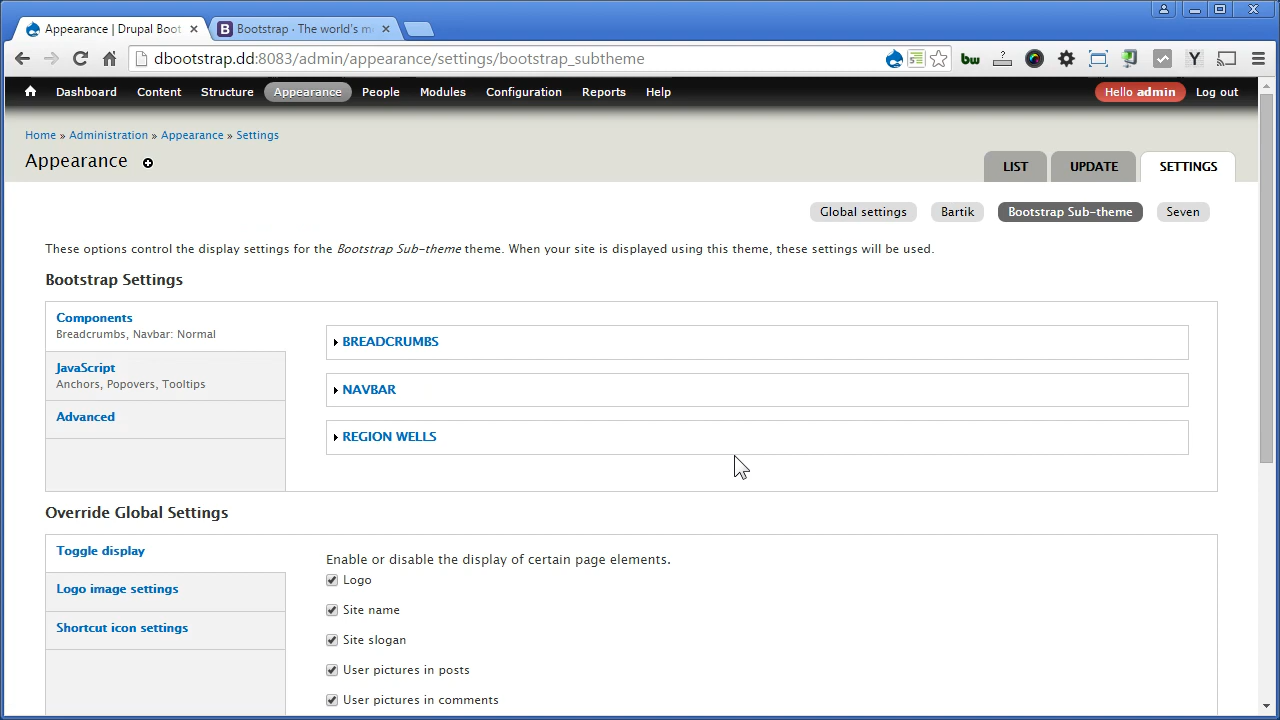 Appearance | Drupal Boot
Bootstrap · The world's m
dbootstrap.dd:8083/admin/appearance/settings/bootstrap_subtheme
Dashboard Content Structure Appearance People Modules Configuration Reports Help Hello admin Log out
Home » Administration » Appearance » Settings
Appearance
LIST UPDATE SETTINGS
Global settings Bartik Bootstrap Sub-theme Seven
These options control the display settings for the Bootstrap Sub-theme theme. When your site is displayed using this theme, these settings will be used.
Bootstrap Settings
Components
Breadcrumbs, Navbar: Normal
JavaScript
Anchors, Popovers, Tooltips
Advanced
BREADCRUMBS
NAVBAR
REGION WELLS
Override Global Settings
Toggle display
Logo image settings
Shortcut icon settings
Enable or disable the display of certain page elements.
Logo
Site name
Site slogan
User pictures in posts
User pictures in comments